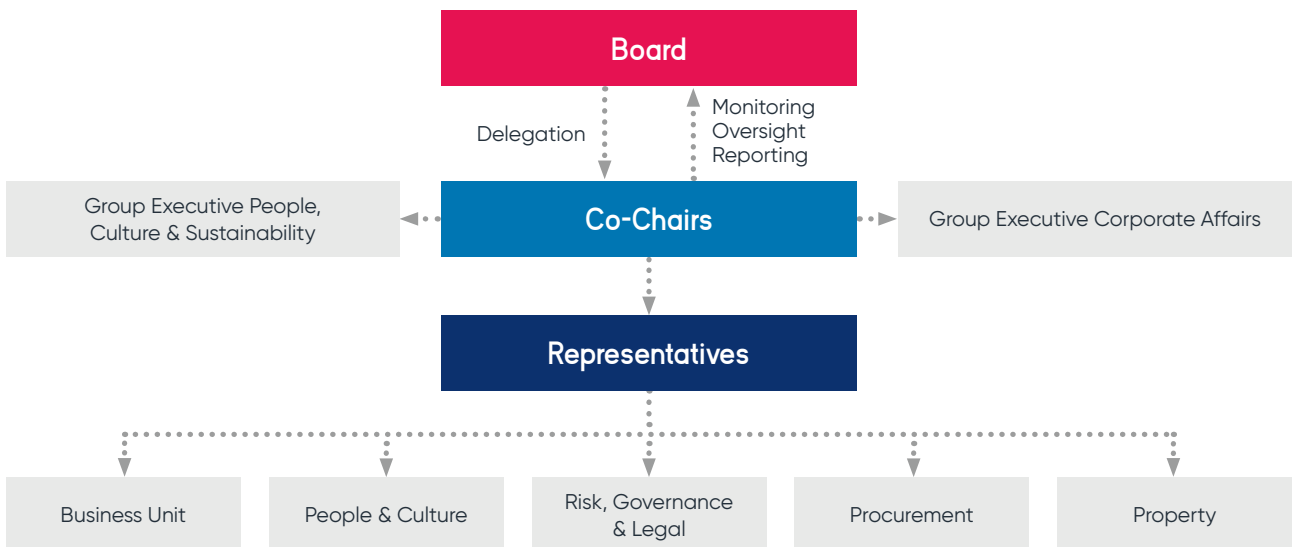 Board
Delegation
Monitoring
Oversight
Reporting
Group Executive People,
Culture & Sustainability
Co-Chairs
Group Executive Corporate Affairs
Representatives
Business Unit
People & Culture
Risk, Governance
& Legal
Procurement
Property